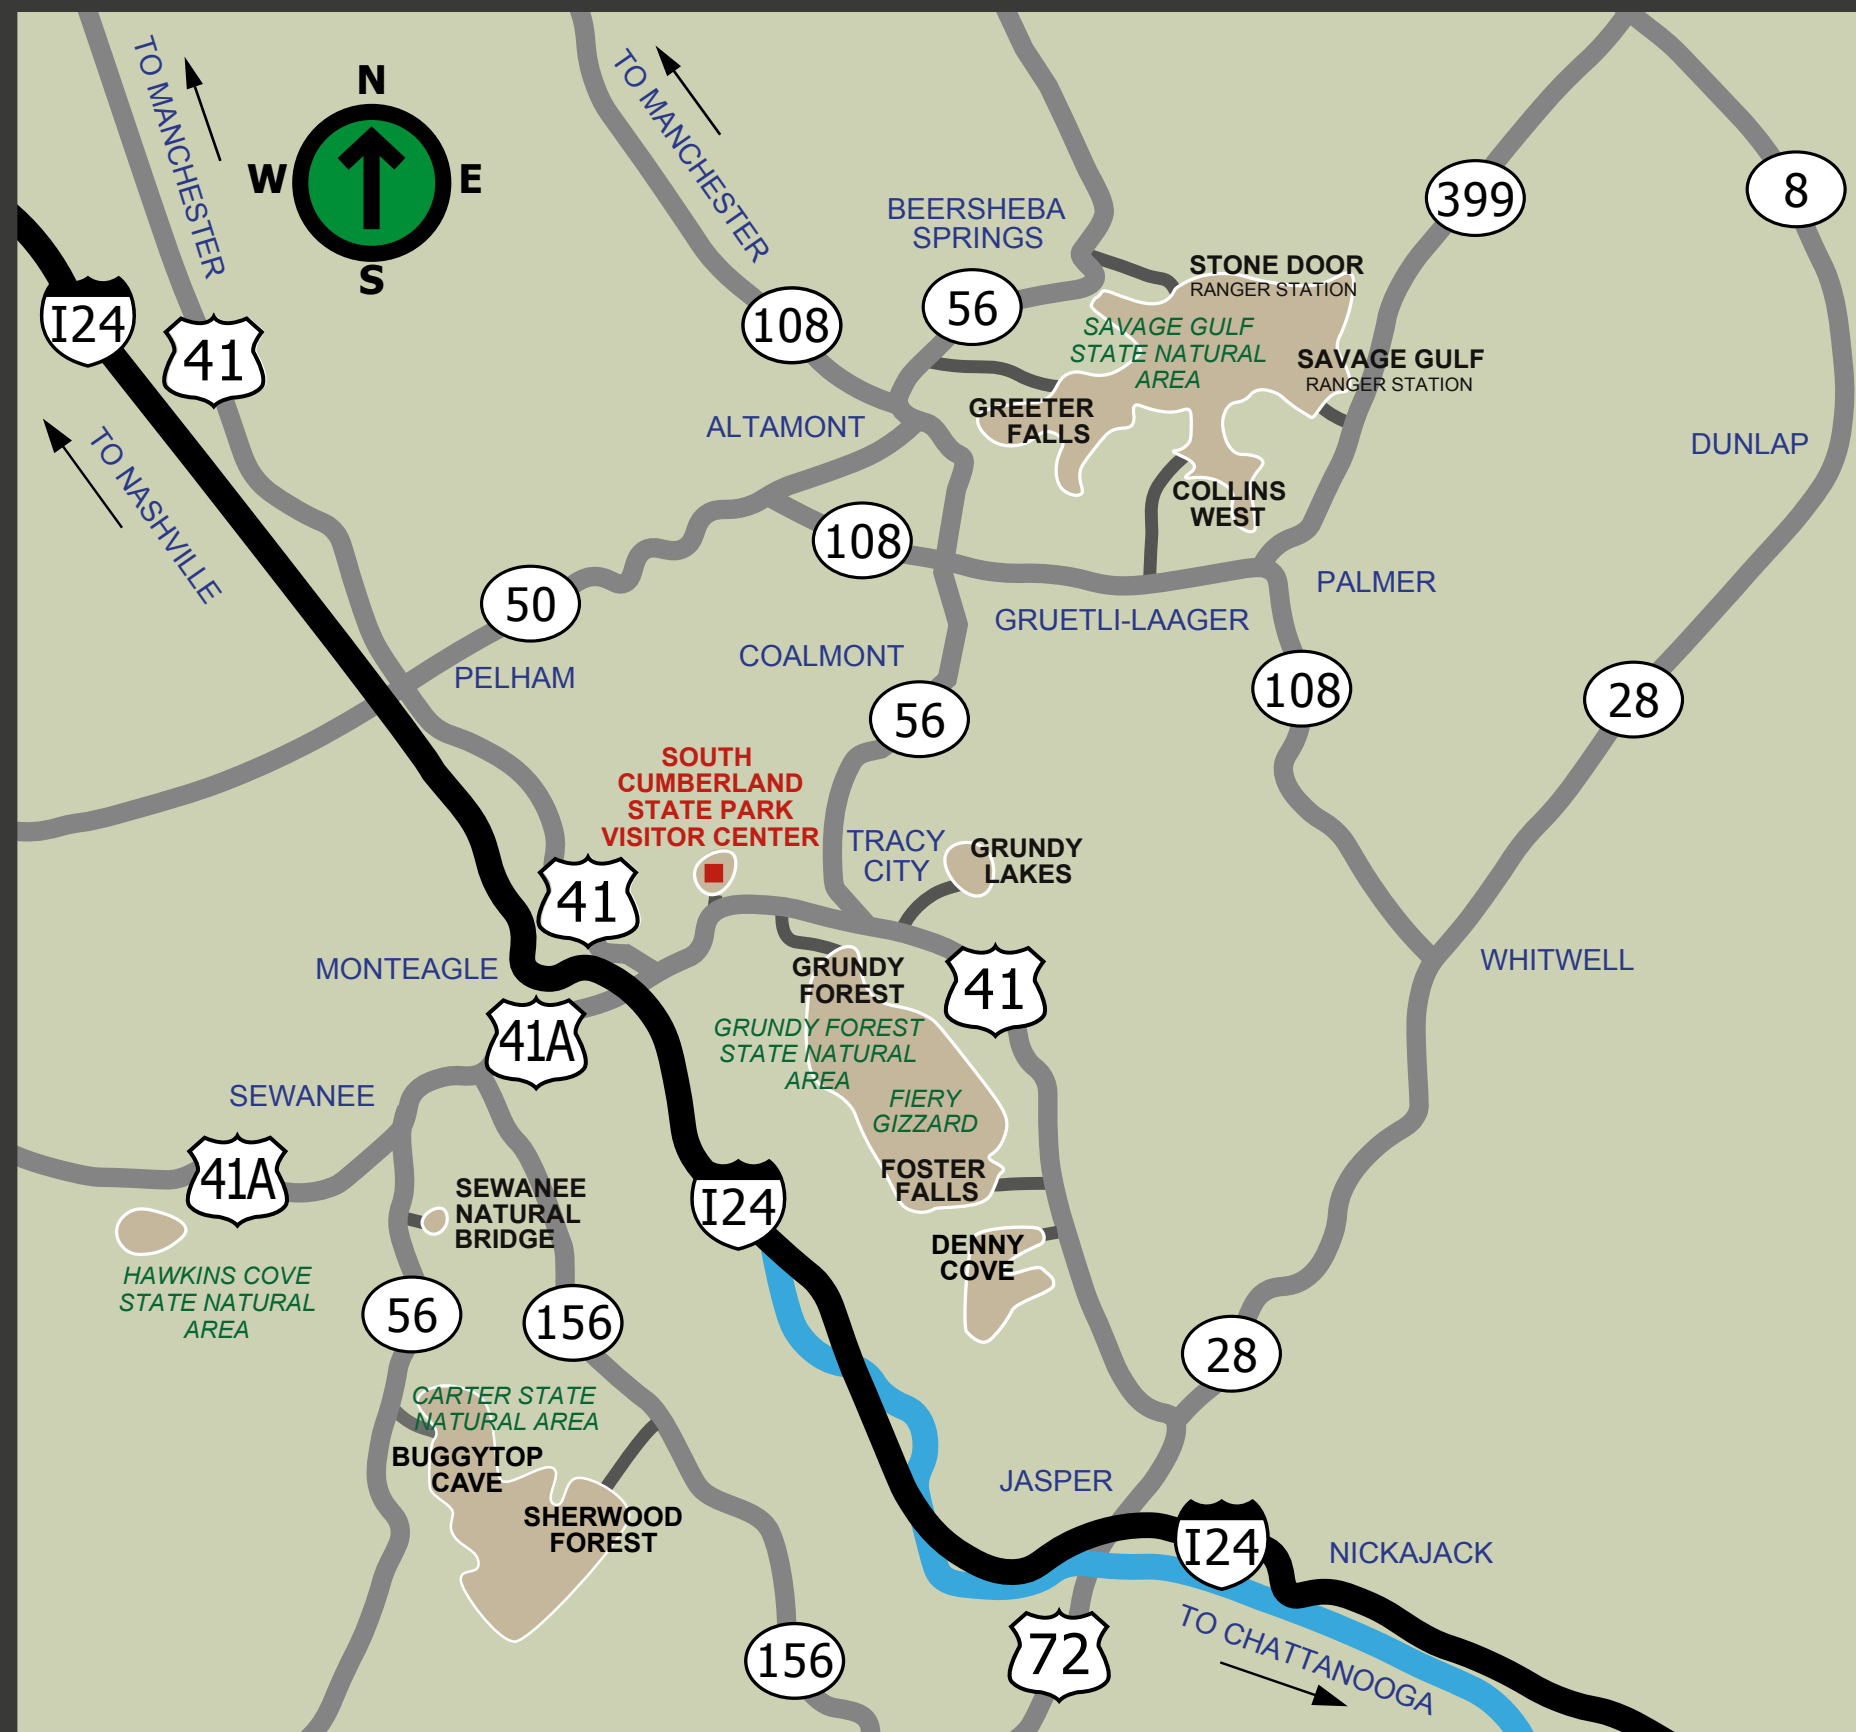 TO MANCHESTER
TO MANCHESTER
N
W
E
S
399
8
BEERSHEBA
SPRINGS
STONE DOOR
RANGER STATION
I24
41
108
56
SAVAGE GULF
STATE NATURAL
AREA
SAVAGE GULF
RANGER STATION
GREETER
FALLS
ALTAMONT
DUNLAP
TO NASHVILLE
COLLINS
WEST
108
50
PALMER
GRUETLI-LAAGER
PELHAM
COALMONT
56
108
28
SOUTH
CUMBERLAND
STATE PARK
VISITOR CENTER
TRACY
CITY
GRUNDY
LAKES
41
MONTEAGLE
GRUNDY
FOREST
41
WHITWELL
41A
GRUNDY FOREST
STATE NATURAL
AREA
FIERY
GIZZARD
SEWANEE
41A
FOSTER
FALLS
SEWANEE
NATURAL
BRIDGE
I24
DENNY
COVE
HAWKINS COVE
STATE NATURAL
AREA
56
156
28
CARTER STATE
NATURAL AREA
BUGGYTOP
CAVE
JASPER
SHERWOOD
FOREST
I24
NICKAJACK
156
72
TO CHATTANOOGA